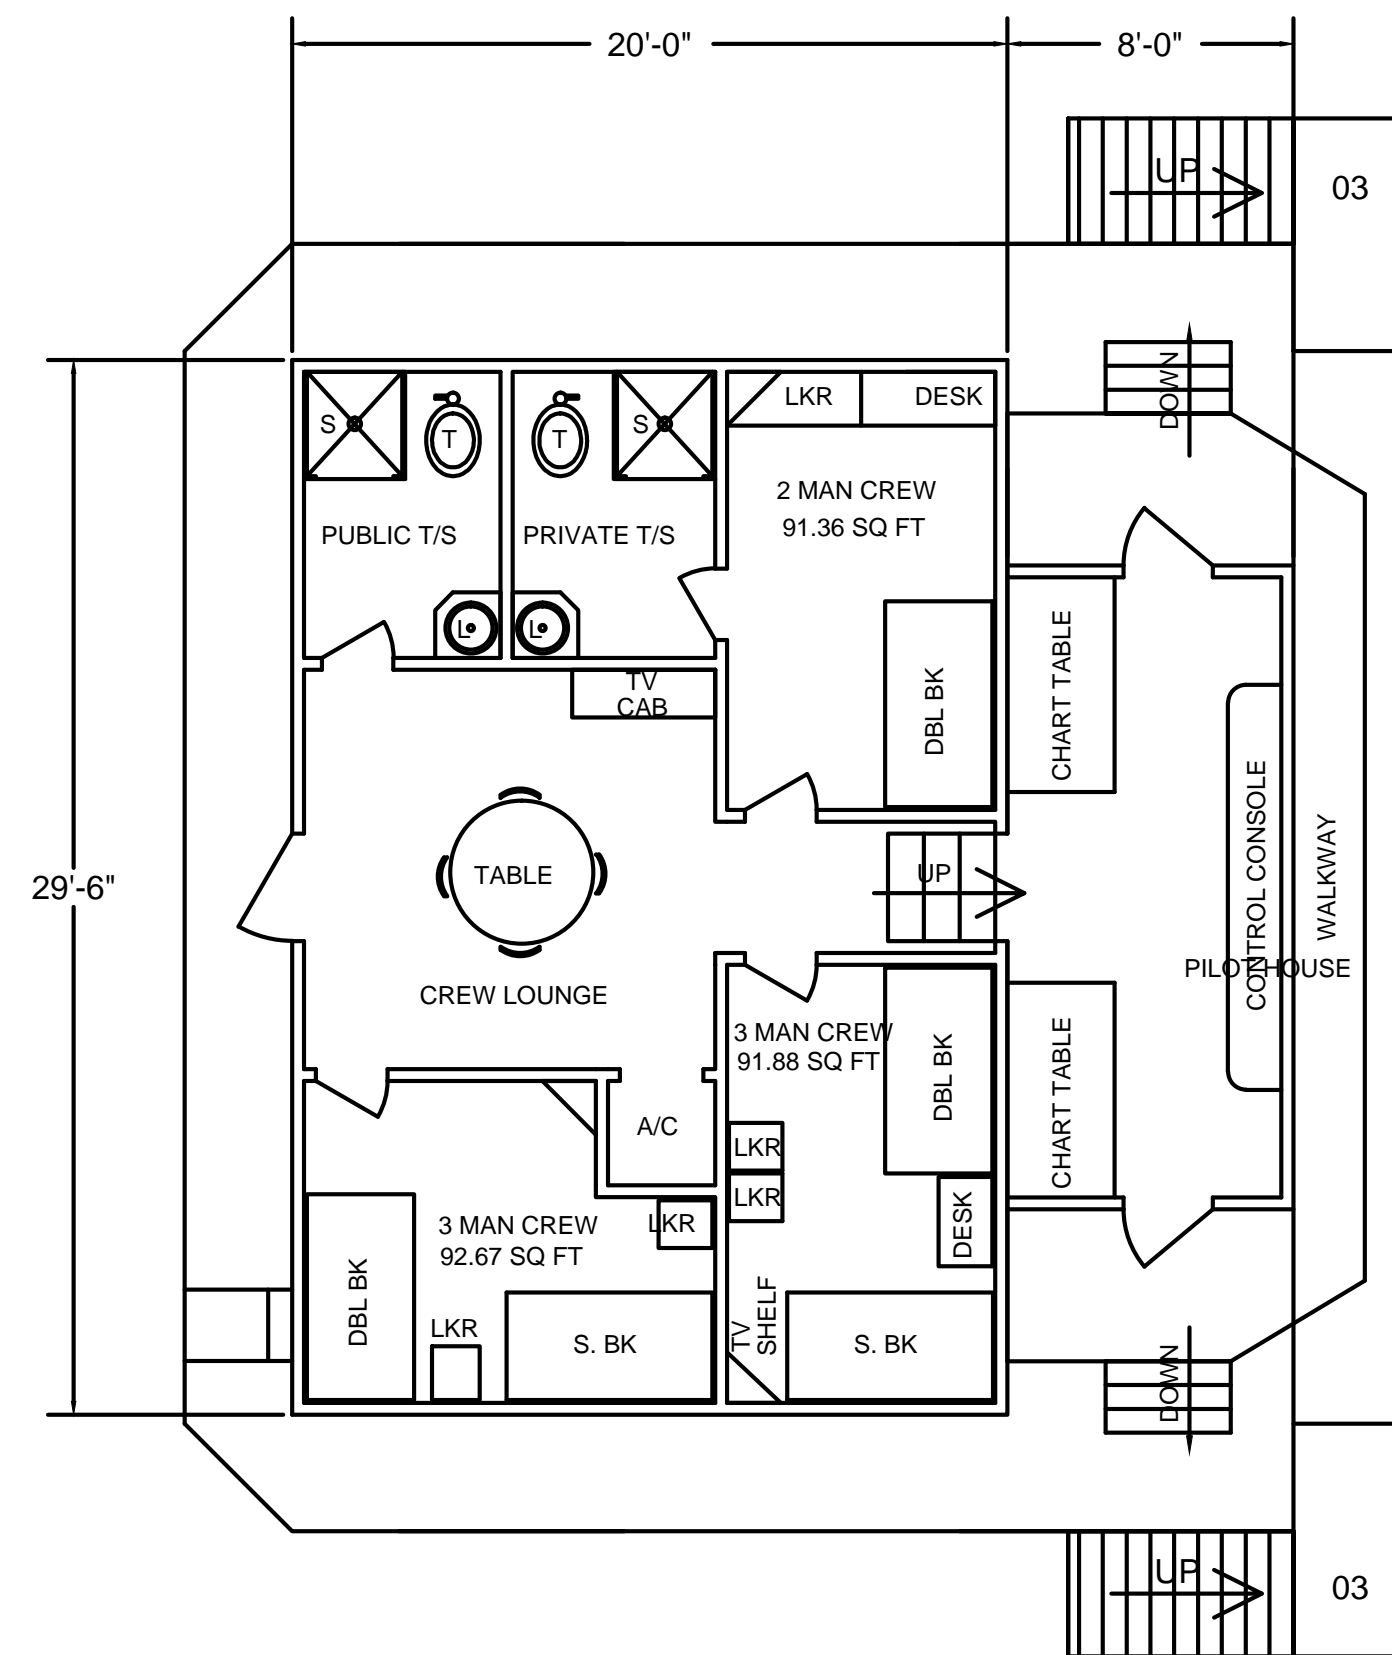 20'-0"
8'-0"
UP
03
DOWN
S
T
T
S
LKR
DESK
2 MAN CREW
91.36 SQ FT
PUBLIC T/S
PRIVATE T/S
L
L
TV
CAB
DBL BK
CHART TABLE
CONTROL CONSOLE
WALKWAY
29'-6"
TABLE
UP
PILOT HOUSE
CREW LOUNGE
3 MAN CREW
91.88 SQ FT
DBL BK
CHART TABLE
A/C
LKR
LKR
DESK
3 MAN CREW
92.67 SQ FT
LKR
DBL BK
LKR
S. BK
TV
SHELF
S. BK
DOWN
UP
03